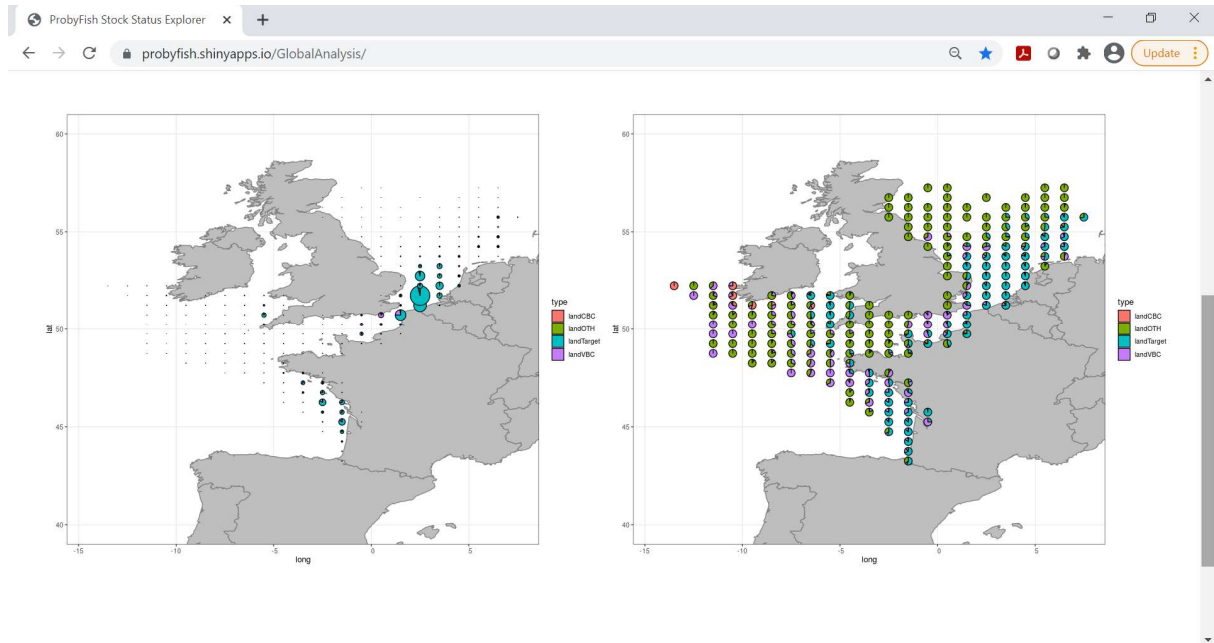 ProbyFish Stock Status Explorer
probyfish.shinyapps.io/GlobalAnalysis/
Update
60
55
50
45
40
lat
-15
-10
-5
0
5
long
type
landCBC
landOTH
landTarget
landVBC
60
55
50
45
40
lat
-15
-10
-5
0
5
long
type
landCBC
landOTH
landTarget
landVBC